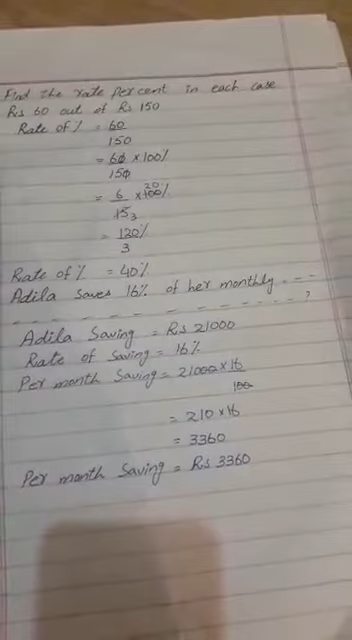 Find the rate per cent in each case
Rs 60 out of Rs 150
Rate of % = 60
150
= 60 x 100%
150
= 6 x 100% 20
15 3
= 120%
3
Rate of % = 40%
Adila saves 16% of her monthly - - -
- - - - - - - - - - - - - ?
Adila Saving = Rs 21000
Rate of Saving = 16%
Per month Saving = 21000 x 16
100
= 210 x 16
= 3360
Per month Saving = Rs 3360